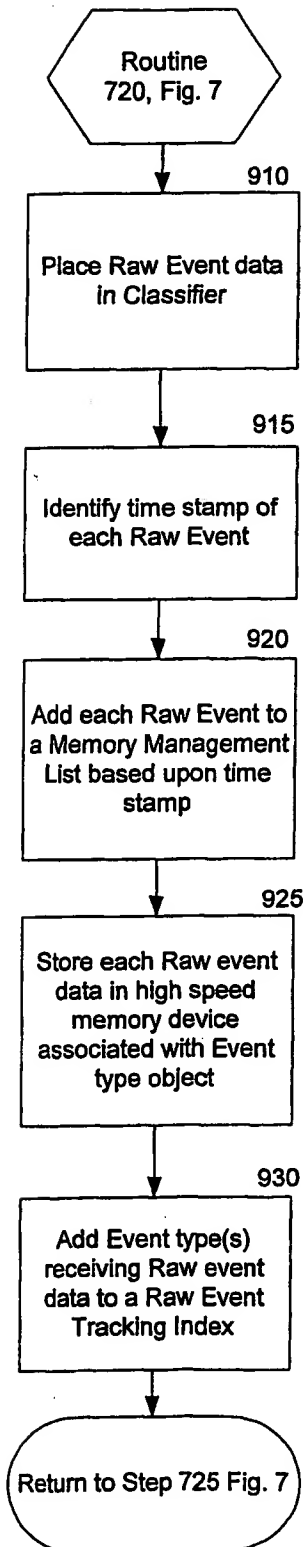 Routine
720, Fig. 7
910
Place Raw Event data
in Classifier
915
Identify time stamp of
each Raw Event
920
Add each Raw Event to
a Memory Management
List based upon time
stamp
925
Store each Raw event
data in high speed
memory device
associated with Event
type object
930
Add Event type(s)
receiving Raw event
data to a Raw Event
Tracking Index
Return to Step 725 Fig. 7